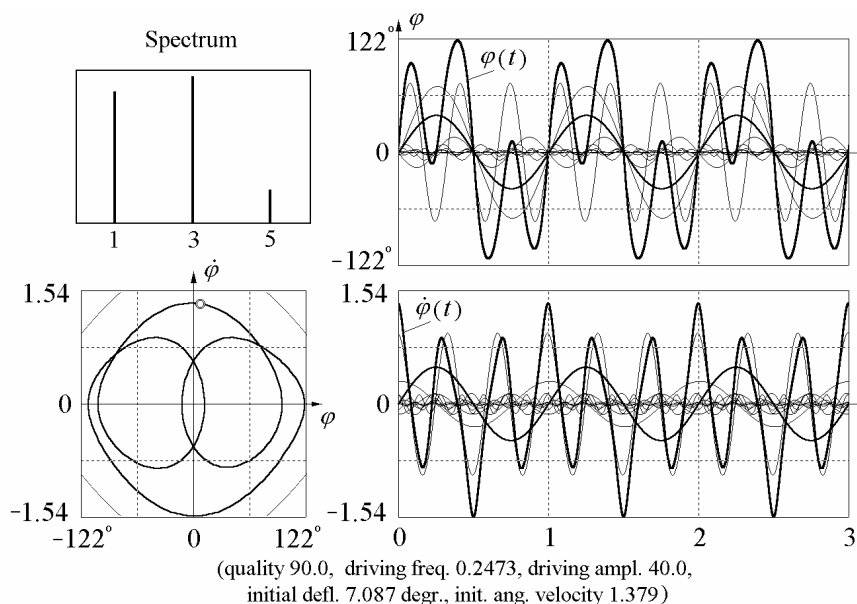 Spectrum
1 3 5
φ
122°
φ(t)
0
-122°
φ̇
1.54
0
φ
-1.54
-122° 0 122°
1.54
φ̇(t)
0
-1.54
0 1 2 3
(quality 90.0, driving freq. 0.2473, driving ampl. 40.0,
initial defl. 7.087 degr., init. ang. velocity 1.379)